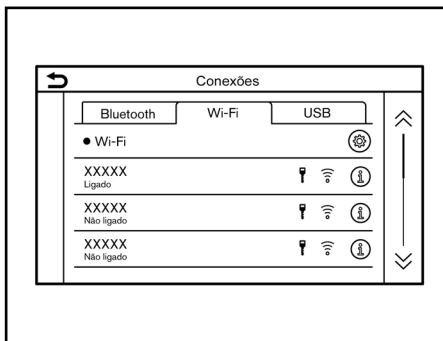 Conexões
Bluetooth Wi-Fi USB
Wi-Fi
XXXXX
Ligado
XXXXX
Não ligado
XXXXX
Não ligado